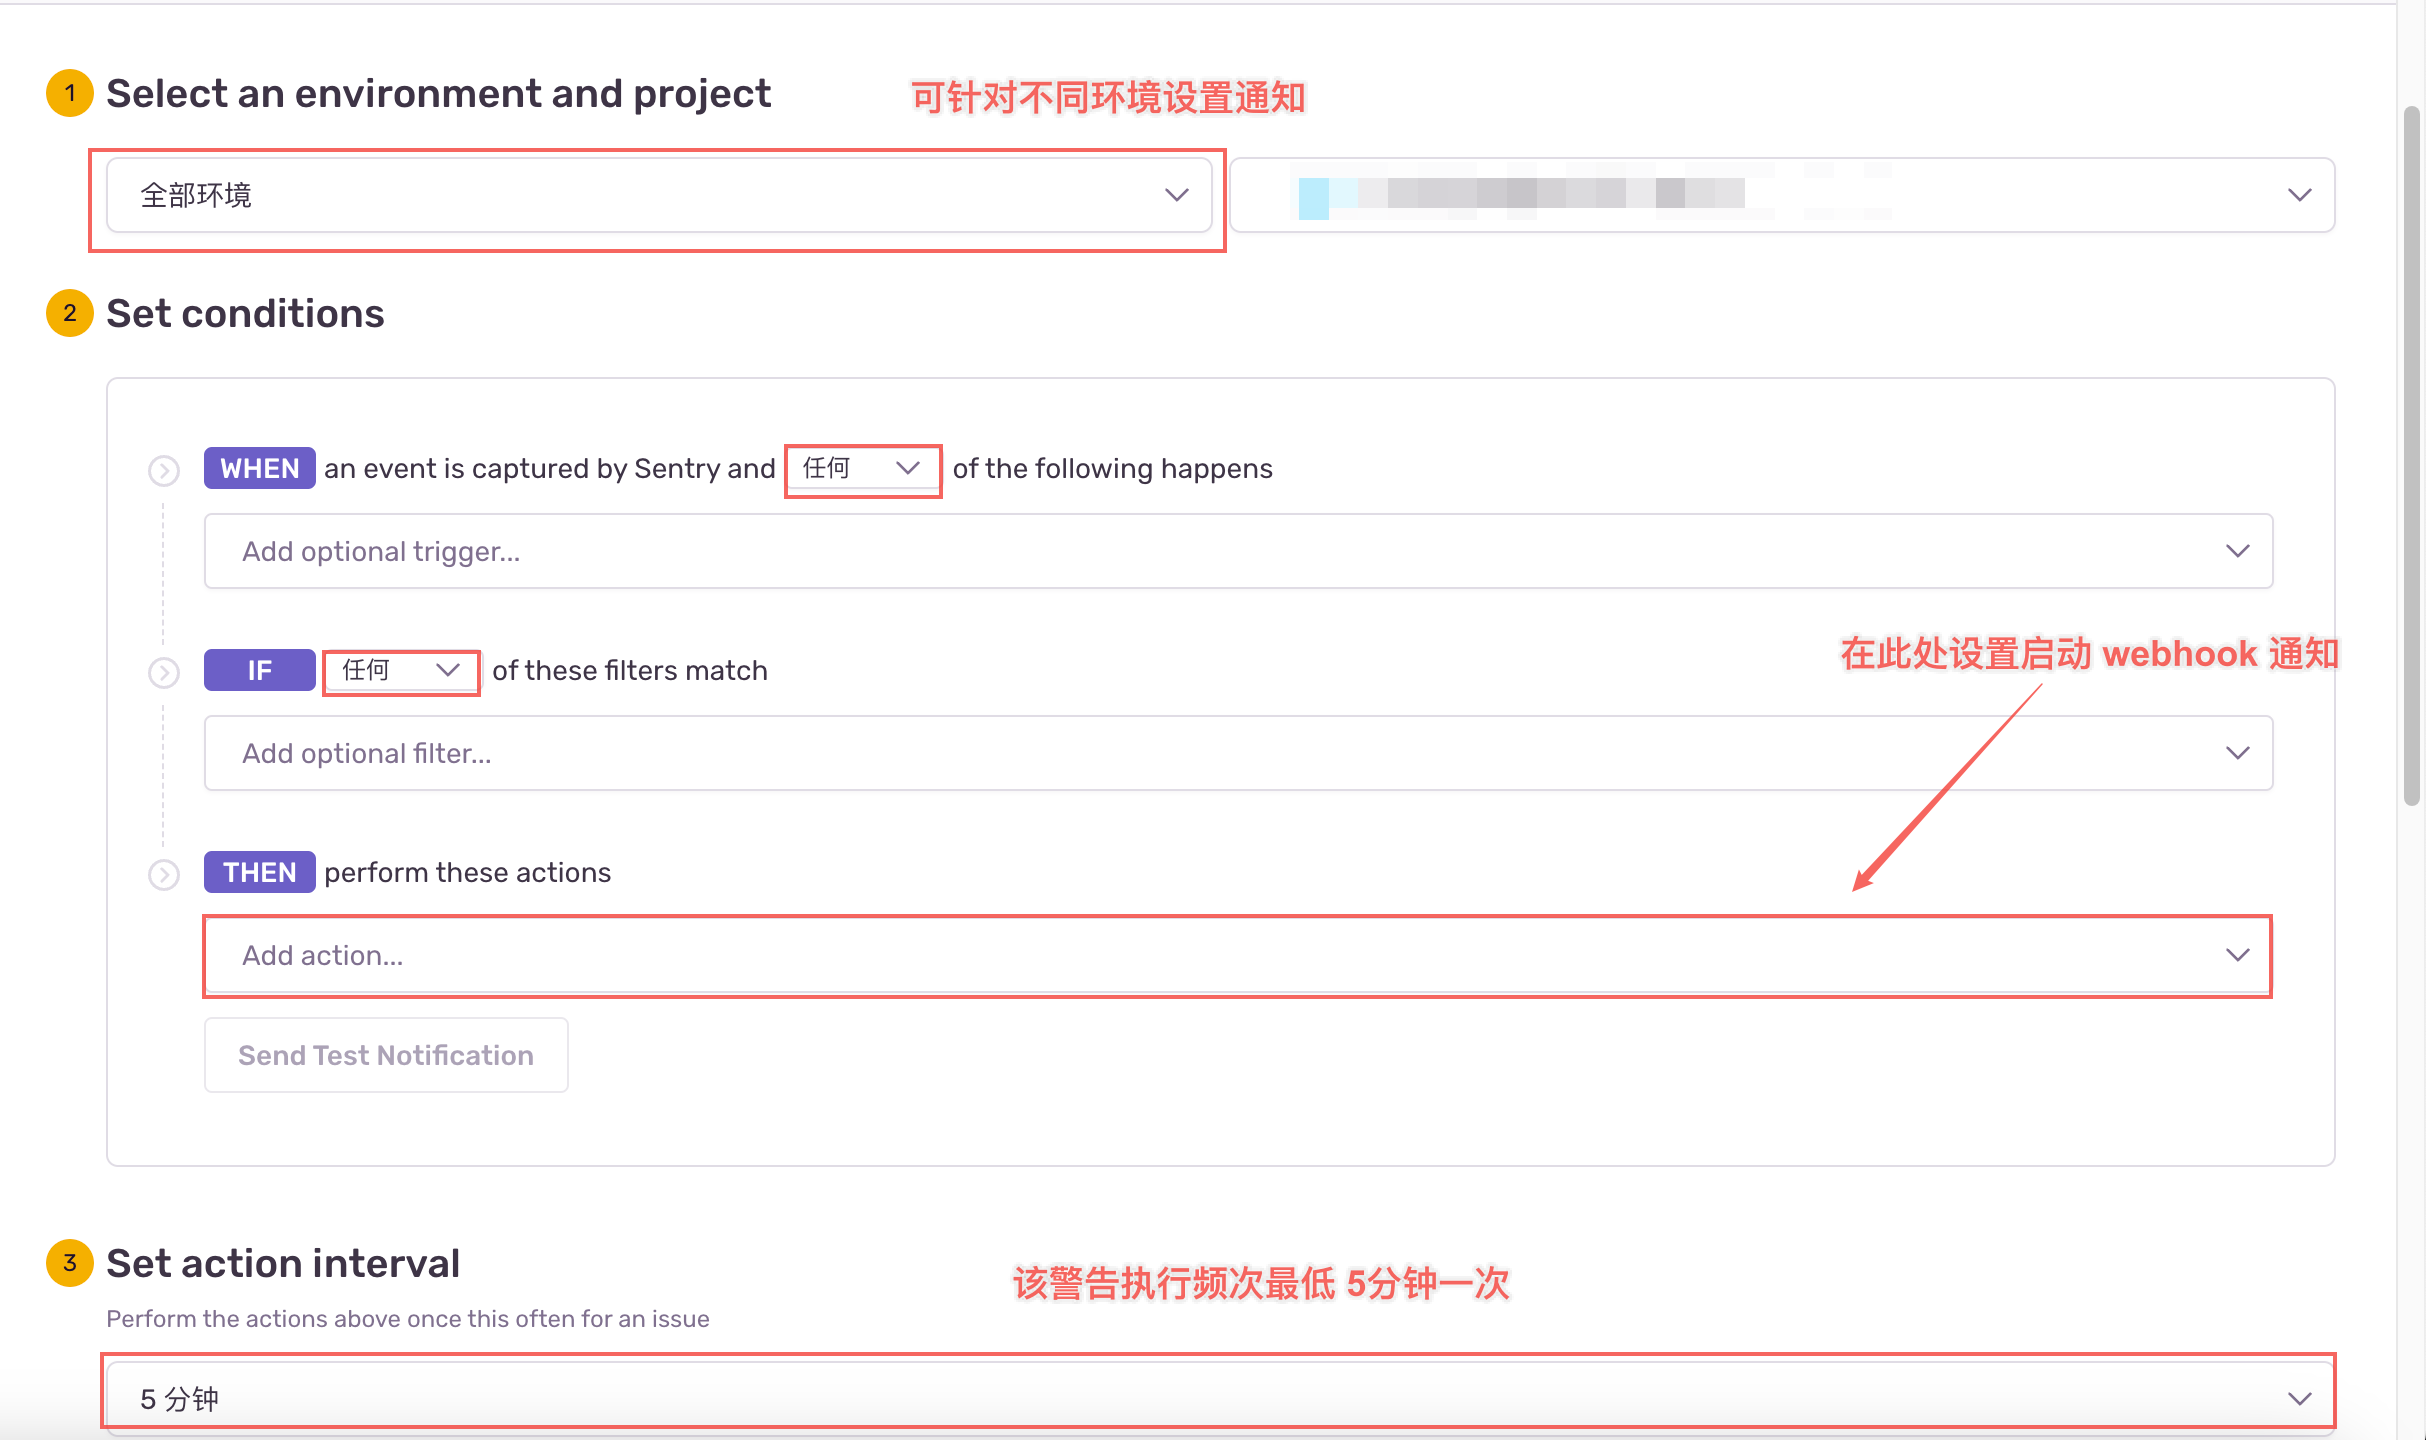 1 Select an environment and project 可针对不同环境设置通知
全部环境
2 Set conditions
WHEN an event is captured by Sentry and 任何 of the following happens
Add optional trigger...
IF 任何 of these filters match
在此处设置启动 webhook 通知
Add optional filter...
THEN perform these actions
Add action...
Send Test Notification
3 Set action interval
该警告执行频次最低 5分钟一次
Perform the actions above once this often for an issue
5 分钟